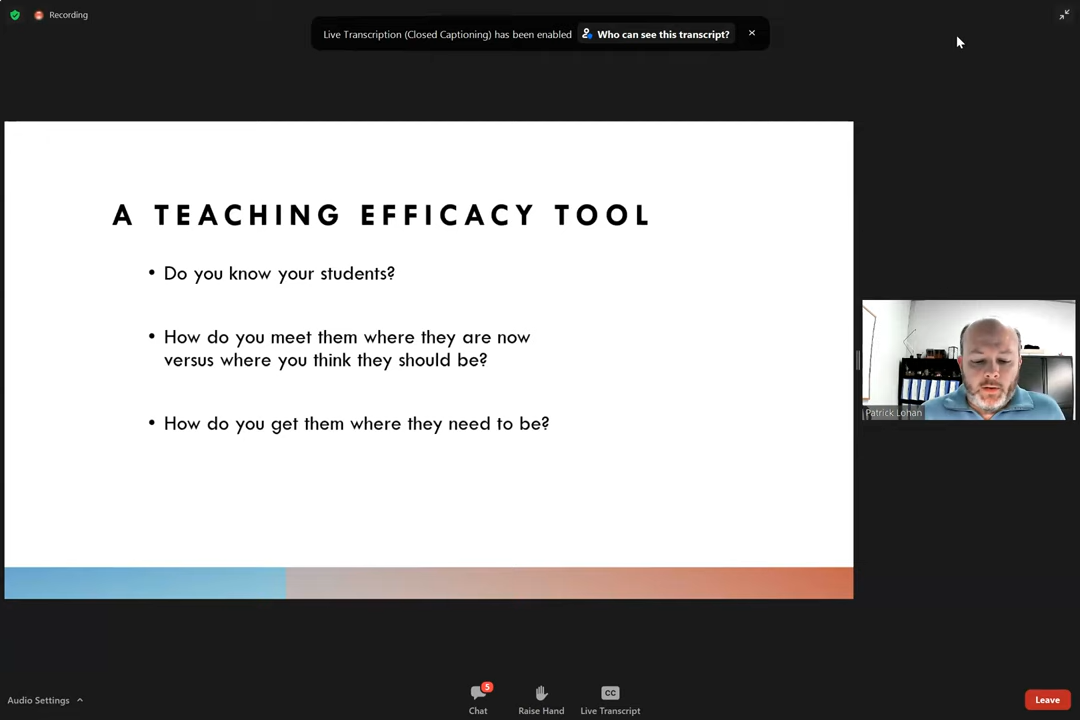 Recording
Live Transcription (Closed Captioning) has been enabled Who can see this transcript?
A TEACHING EFFICACY TOOL
• Do you know your students?
• How do you meet them where they are now
versus where you think they should be?
• How do you get them where they need to be?
Patrick Lohan
Audio Settings
5
Chat
Raise Hand
CC
Live Transcript
Leave